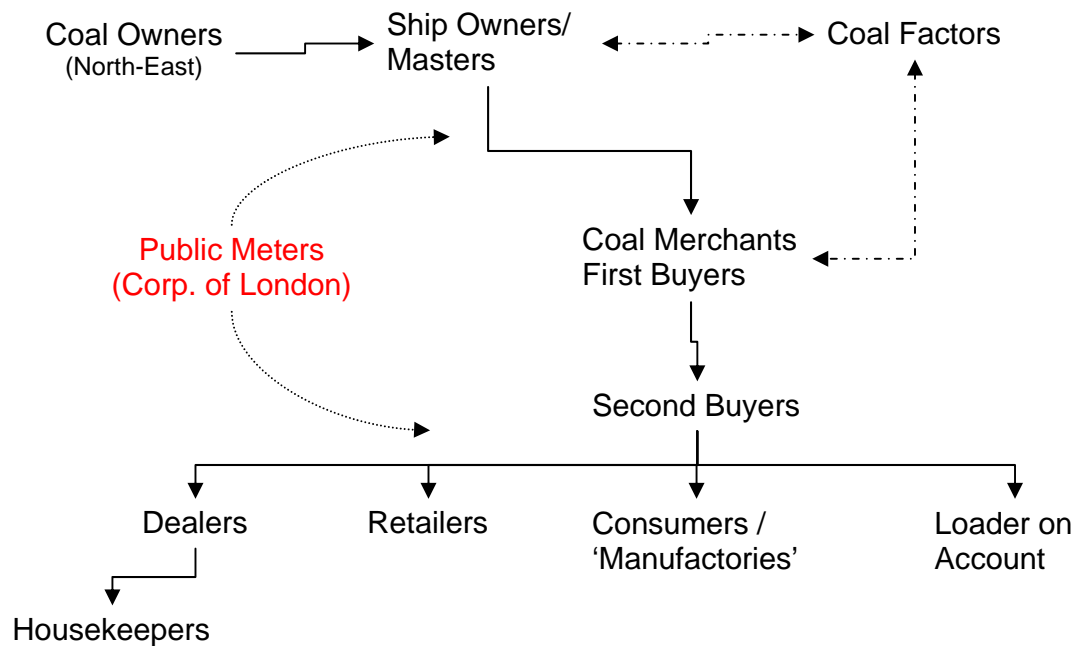 Coal Owners
(North-East)
Ship Owners/
Masters
Coal Factors
Public Meters
(Corp. of London)
Coal Merchants
First Buyers
Second Buyers
Dealers
Retailers
Consumers /
‘Manufactories’
Loader on
Account
Housekeepers